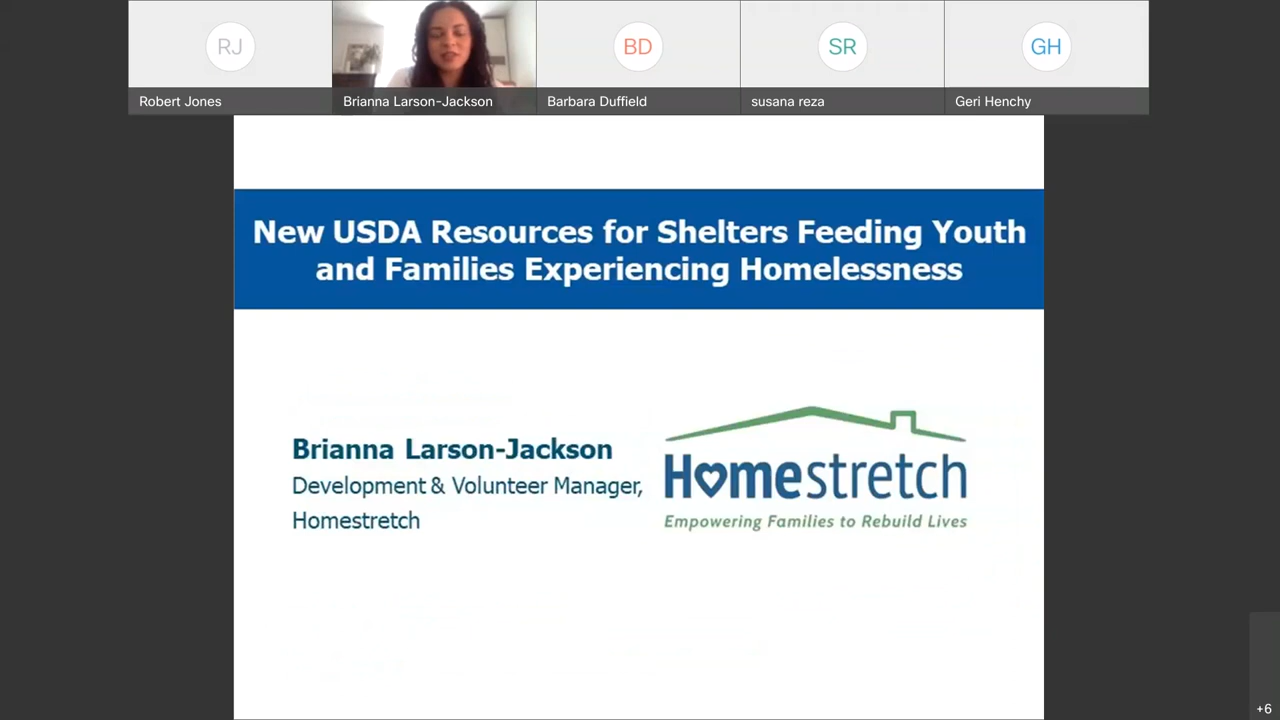 RJ
BD
SR
GH
Robert Jones
Brianna Larson-Jackson
Barbara Duffield
susana reza
Geri Henchy
New USDA Resources for Shelters Feeding Youth
and Families Experiencing Homelessness
Brianna Larson-Jackson
Development & Volunteer Manager,
Homestretch
Homestretch
Empowering Families to Rebuild Lives
+6